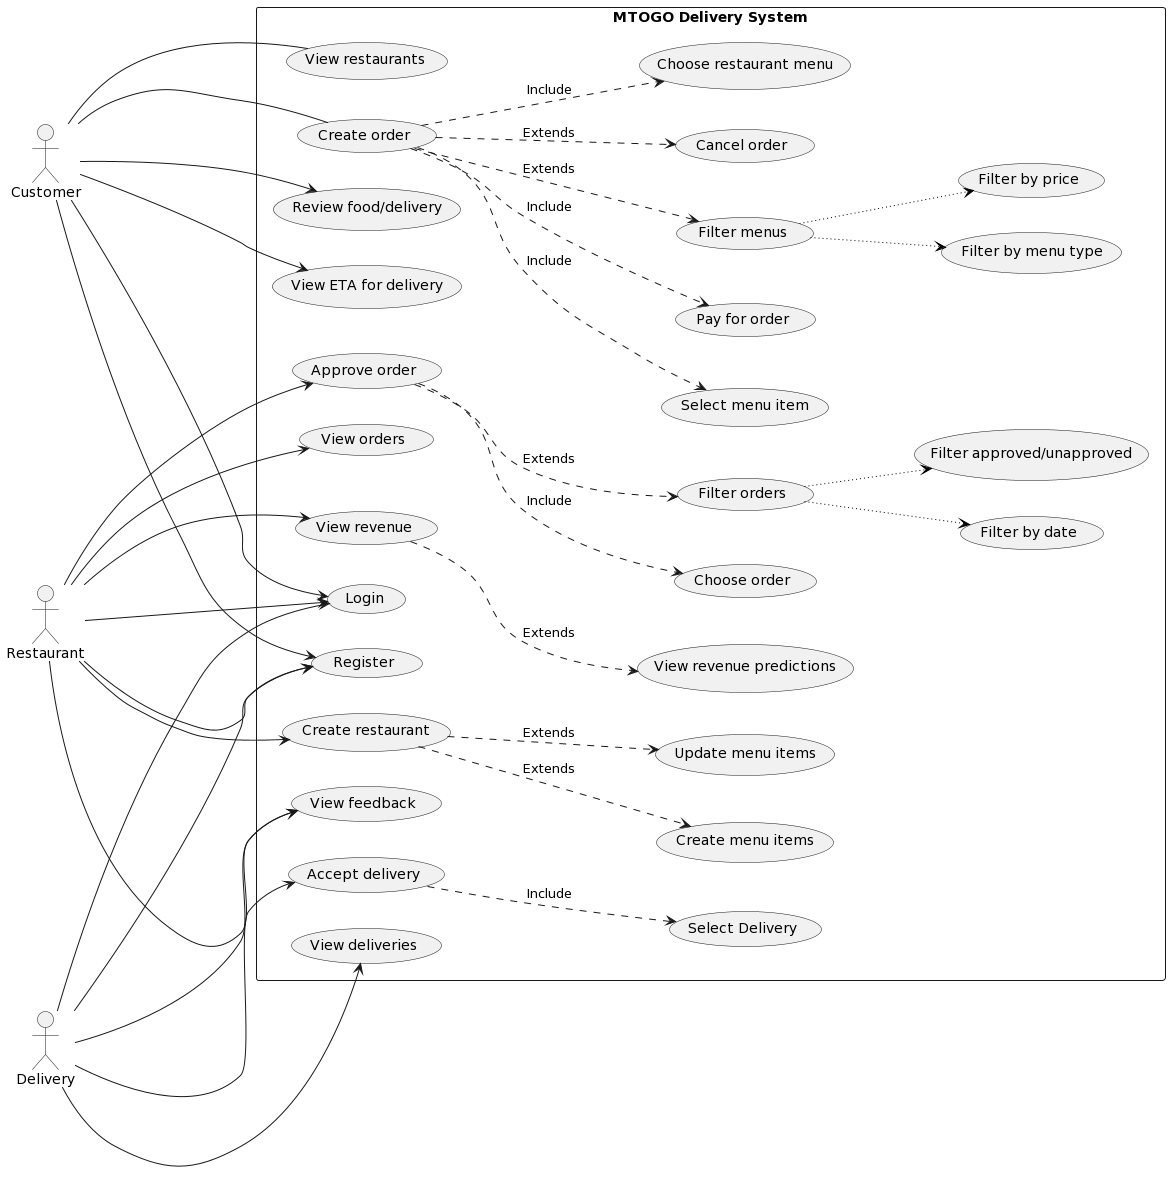 MTOGO Delivery System
View restaurants
Choose restaurant menu
Include
Create order
Extends
Cancel order
Customer
Extends
Filter by price
Review food/delivery
Include
Filter menus
Filter by menu type
Include
View ETA for delivery
Pay for order
Approve order
Select menu item
View orders
Extends
Filter approved/unapproved
Filter orders
Include
View revenue
Filter by date
Choose order
Login
Extends
Restaurant
Register
View revenue predictions
Create restaurant
Extends
Update menu items
Extends
View feedback
Create menu items
Accept delivery
Include
Select Delivery
View deliveries
Delivery